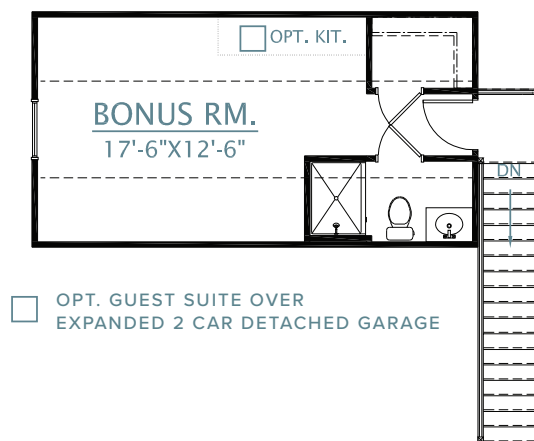 OPT. KIT.
BONUS RM.
17'-6"X12'-6"
DN
OPT. GUEST SUITE OVER
EXPANDED 2 CAR DETACHED GARAGE